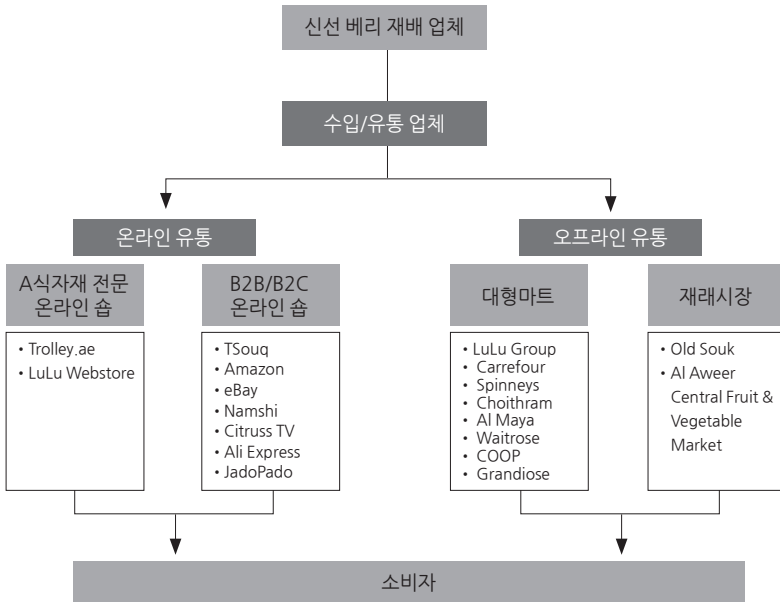 신선 베리 재배 업체
수입/유통 업체
온라인 유통
오프라인 유통
A식자재 전문
온라인 숍
B2B/B2C
온라인 숍
대형마트
재래시장
• Trolley.ae
• LuLu Webstore
• TSouq
• Amazon
• eBay
• Namshi
• Citruss TV
• Ali Express
• JadoPado
• LuLu Group
• Carrefour
• Spinneys
• Choithram
• Al Maya
• Waitrose
• COOP
• Grandiose
• Old Souk
• Al Aweer
Central Fruit &
Vegetable
Market
소비자